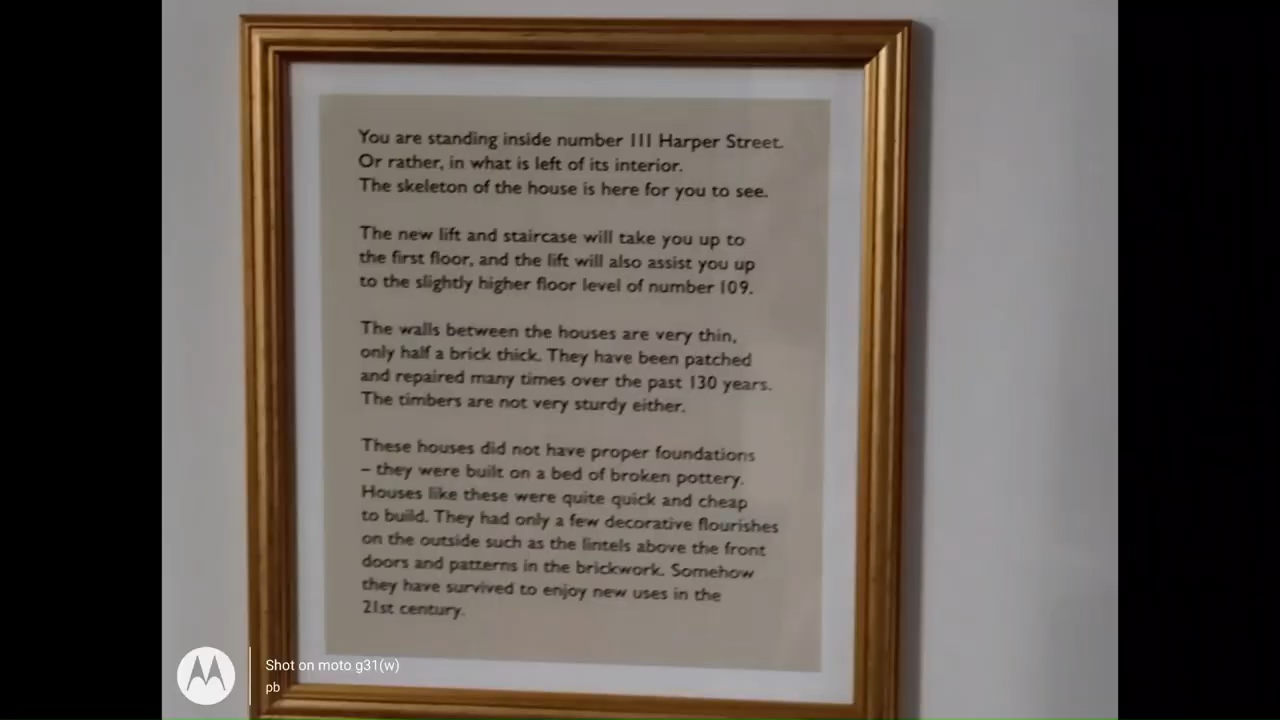 You are standing inside number 111 Harper Street.
Or rather, in what is left of its interior.
The skeleton of the house is here for you to see.
The new lift and staircase will take you up to
the first floor, and the lift will also assist you up
to the slightly higher floor level of number 109.
The walls between the houses are very thin,
only half a brick thick. They have been patched
and repaired many times over the past 130 years.
The timbers are not very sturdy either.
These houses did not have proper foundations
– they were built on a bed of broken pottery.
Houses like these were quite quick and cheap
to build. They had only a few decorative flourishes
on the outside such as the lintels above the front
doors and patterns in the brickwork. Somehow
they have survived to enjoy new uses in the
21st century.
Shot on moto g31(w)
pb